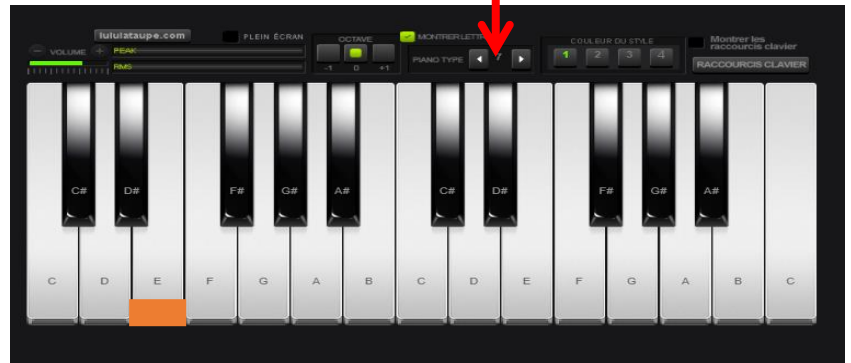 lululataupe.com PLEIN ÉCRAN OCTAVE MONTRER LETTR COULEUR DU STYLE Montrer les
raccourcis clavier
VOLUME PEAK PIANO TYPE 7 1 2 3 4
RMS -1 0 +1 RACCOURCIS CLAVIER
C# D# F# G# A# C# D# F# G# A#
C D E F G A B C D E F G A B C